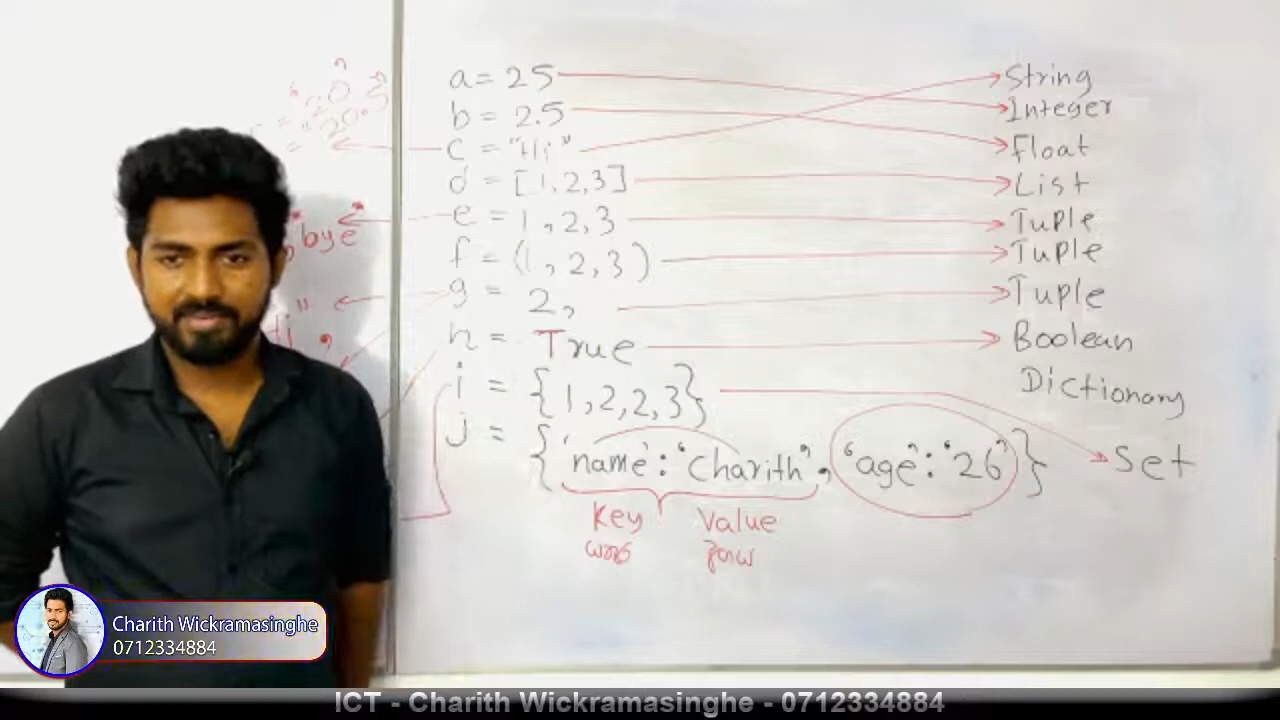 a = 25 String
b = 2.5 Integer
c = "Hi" Float
d = [1,2,3] List
e = 1,2,3 Tuple
f = (1,2,3) Tuple
g = 2, Tuple
h = True Boolean
i = {1,2,2,3} Dictionary
j = {'name':'Charith', 'age':'26'} Set
Key Value
bye
Charith Wickramasinghe
0712334884
ICT - Charith Wickramasinghe - 0712334884